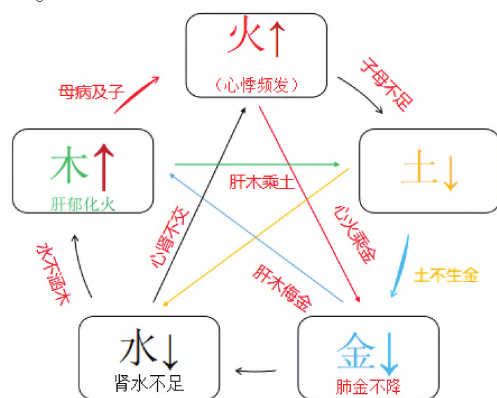 火↑
(心悸频发)
母病及子
子母不足
木↑
肝郁化火
肝木乘土
土↓
心肾不交
心火乘金
水不涵木
肝木侮金
土不生金
水↓
肾水不足
金↓
肺金不降